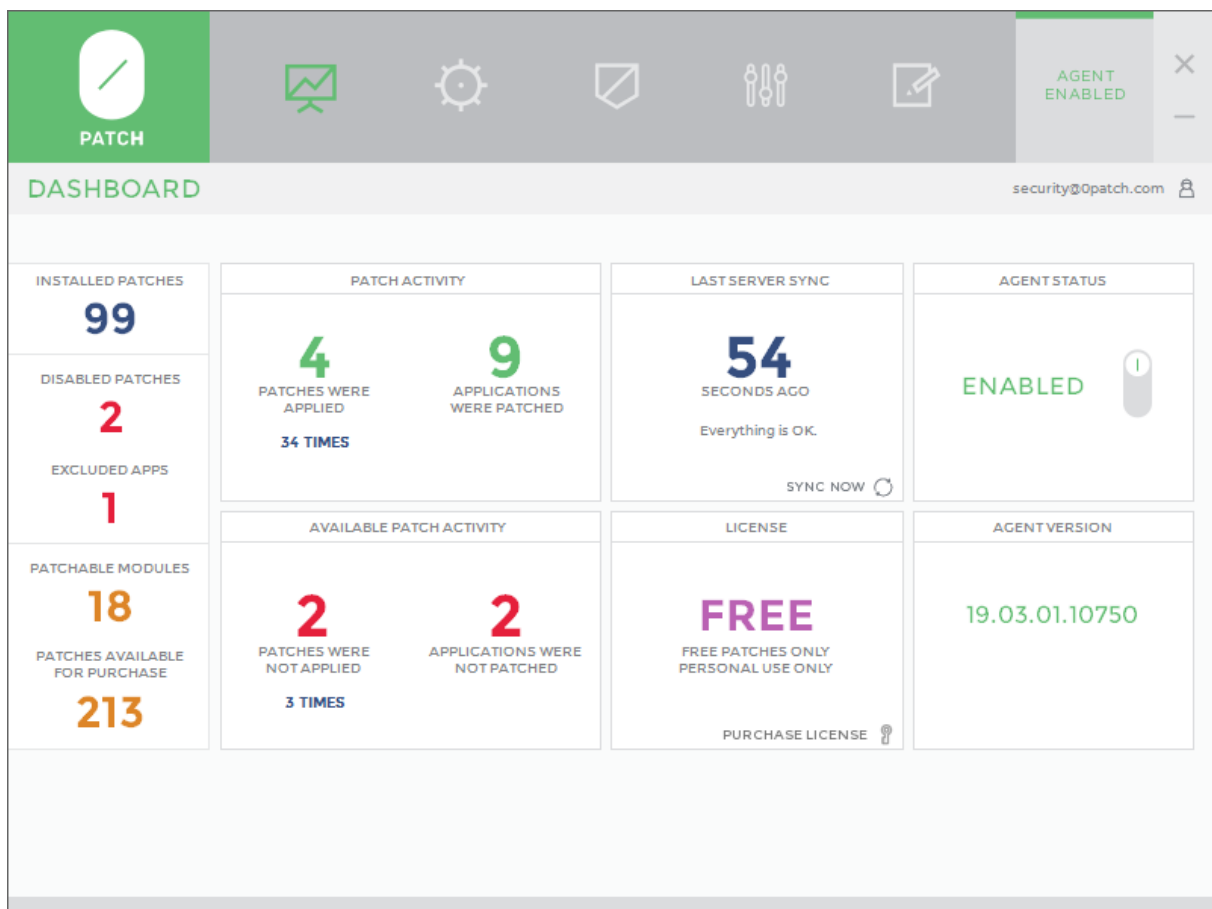 PATCH
AGENT
ENABLED
DASHBOARD
security@0patch.com
INSTALLED PATCHES
99
DISABLED PATCHES
2
EXCLUDED APPS
1
PATCHABLE MODULES
18
PATCHES AVAILABLE
FOR PURCHASE
213
PATCH ACTIVITY
4
PATCHES WERE
APPLIED
34 TIMES
9
APPLICATIONS
WERE PATCHED
LAST SERVER SYNC
54
SECONDS AGO
Everything is OK.
SYNC NOW
AGENT STATUS
ENABLED
AVAILABLE PATCH ACTIVITY
2
PATCHES WERE
NOT APPLIED
3 TIMES
2
APPLICATIONS WERE
NOT PATCHED
LICENSE
FREE
FREE PATCHES ONLY
PERSONAL USE ONLY
PURCHASE LICENSE
AGENT VERSION
19.03.01.10750